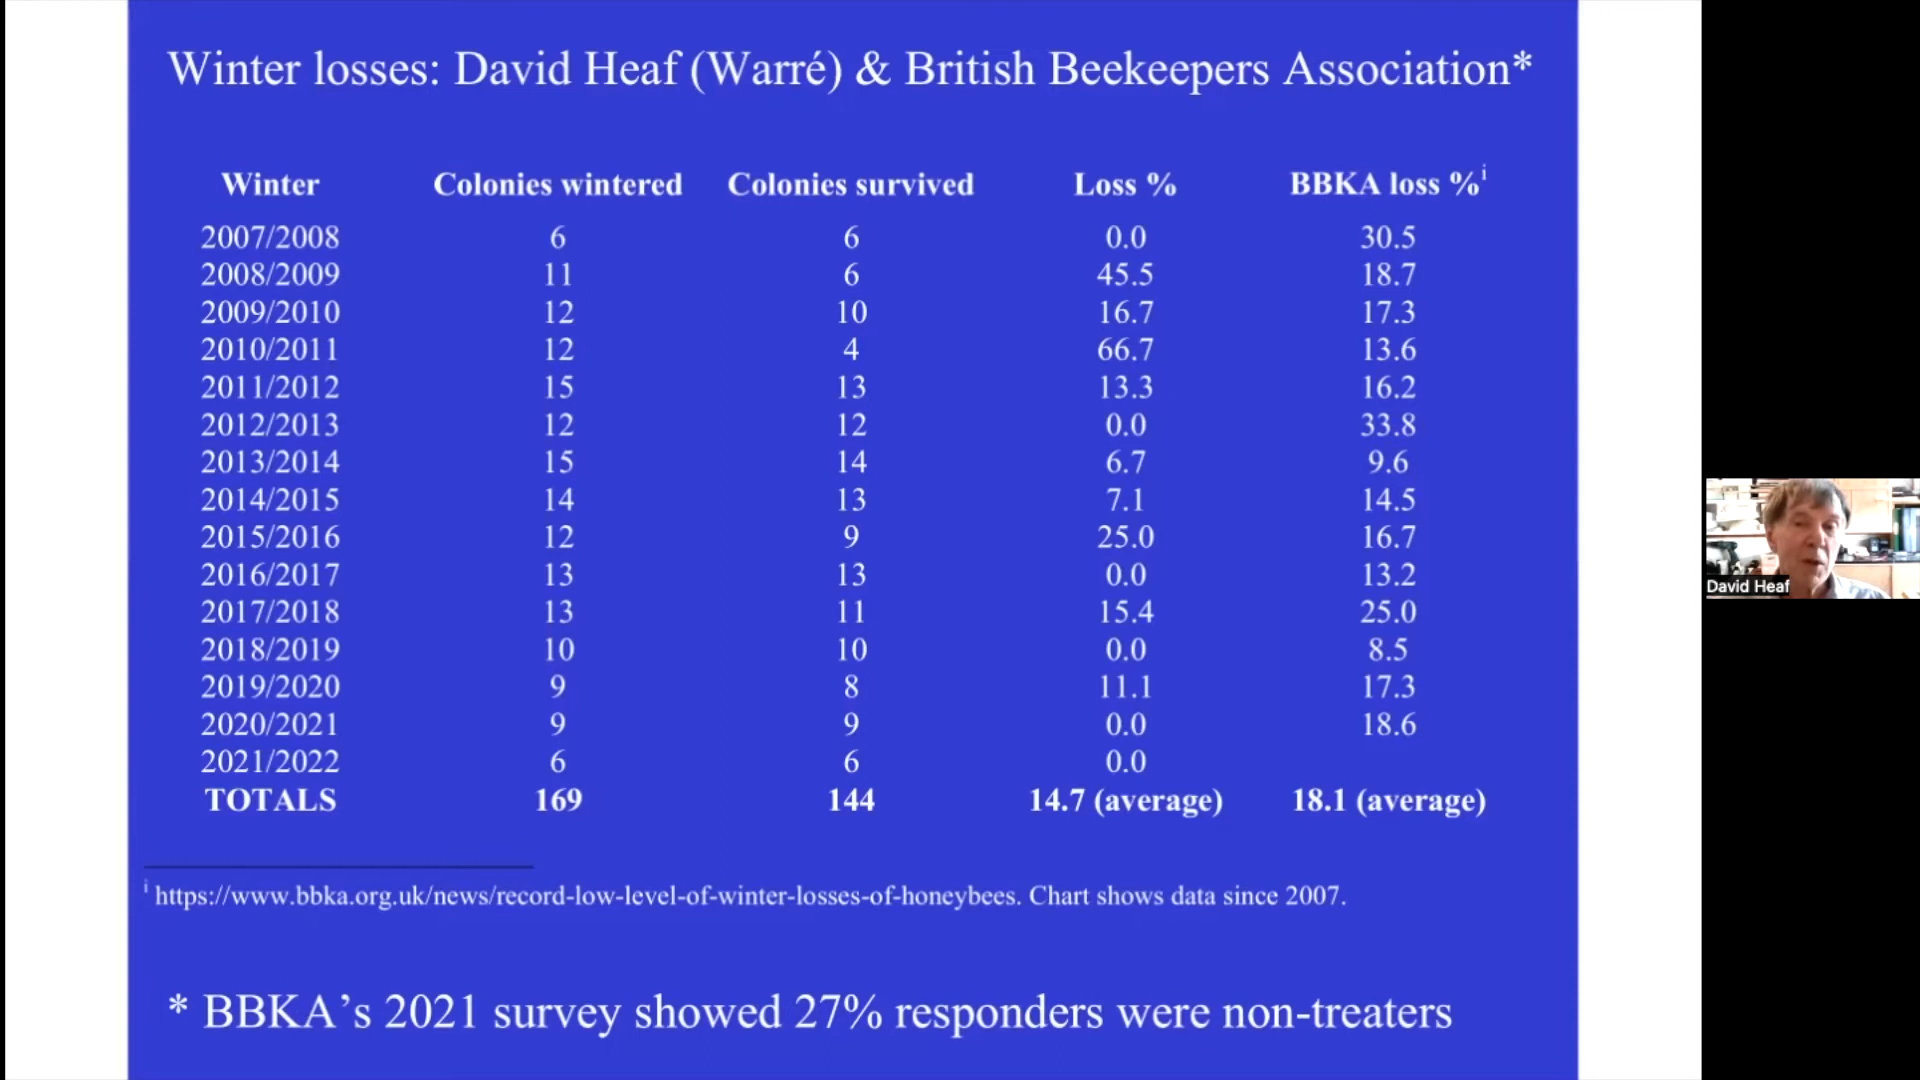 Winter losses: David Heaf (Warré) & British Beekeepers Association*
Winter Colonies wintered Colonies survived Loss % BBKA loss %i
2007/2008 6 6 0.0 30.5
2008/2009 11 6 45.5 18.7
2009/2010 12 10 16.7 17.3
2010/2011 12 4 66.7 13.6
2011/2012 15 13 13.3 16.2
2012/2013 12 12 0.0 33.8
2013/2014 15 14 6.7 9.6
2014/2015 14 13 7.1 14.5
2015/2016 12 9 25.0 16.7
2016/2017 13 13 0.0 13.2
2017/2018 13 11 15.4 25.0
2018/2019 10 10 0.0 8.5
2019/2020 9 8 11.1 17.3
2020/2021 9 9 0.0 18.6
2021/2022 6 6 0.0
TOTALS 169 144 14.7 (average) 18.1 (average)
i https://www.bbka.org.uk/news/record-low-level-of-winter-losses-of-honeybees. Chart shows data since 2007.
* BBKA’s 2021 survey showed 27% responders were non-treaters
David Heaf